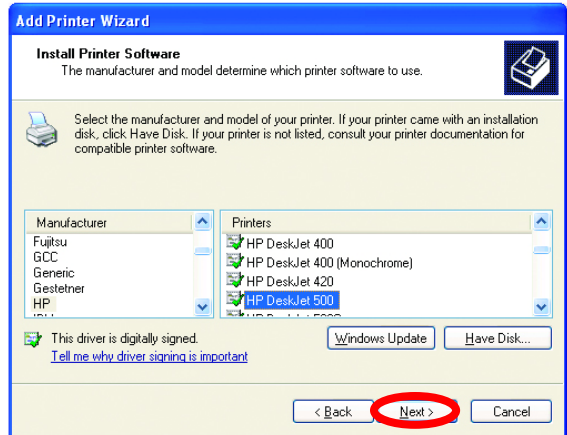 Add Printer Wizard
Install Printer Software
The manufacturer and model determine which printer software to use.
Select the manufacturer and model of your printer. If your printer came with an installation
disk, click Have Disk. If your printer is not listed, consult your printer documentation for
compatible printer software.
Manufacturer
Fujitsu
GCC
Generic
Gestetner
HP
Printers
HP DeskJet 400
HP DeskJet 400 (Monochrome)
HP DeskJet 420
HP DeskJet 500
This driver is digitally signed.
Tell me why driver signing is important
Windows Update
Have Disk...
< Back
Next >
Cancel